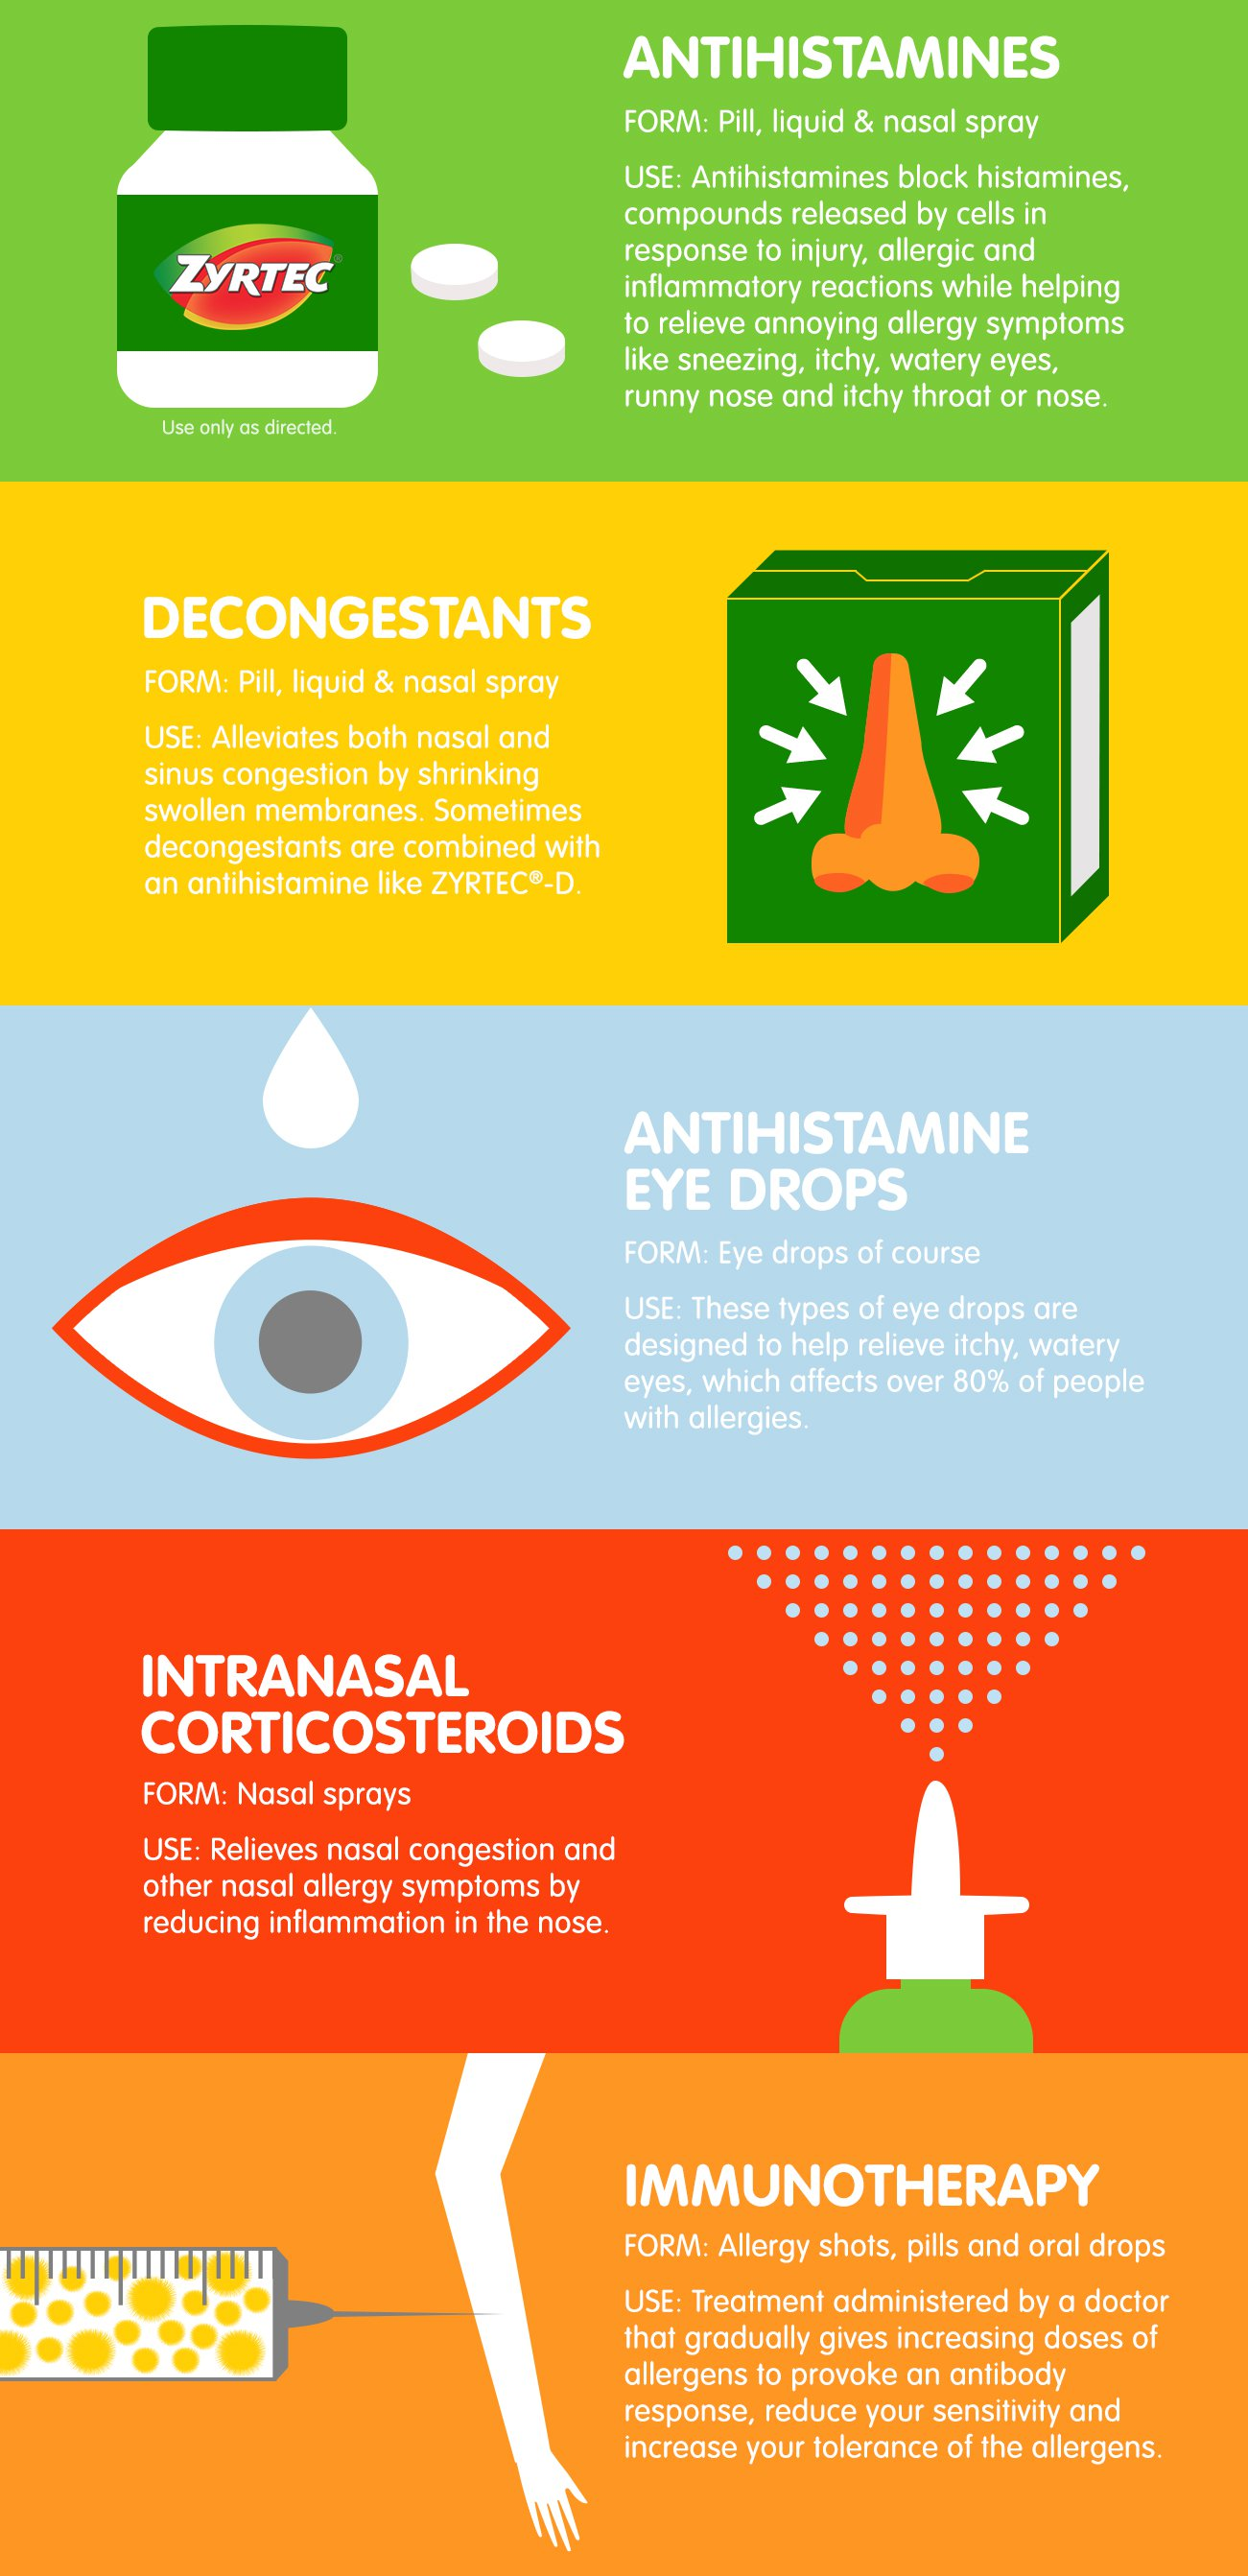 ANTIHISTAMINES
FORM: Pill, liquid & nasal spray
USE: Antihistamines block histamines,
compounds released by cells in
response to injury, allergic and
inflammatory reactions while helping
to relieve annoying allergy symptoms
like sneezing, itchy, watery eyes,
runny nose and itchy throat or nose.
ZYRTEC®
Use only as directed.
DECONGESTANTS
FORM: Pill, liquid & nasal spray
USE: Alleviates both nasal and
sinus congestion by shrinking
swollen membranes. Sometimes
decongestants are combined with
an antihistamine like ZYRTEC®-D.
ANTIHISTAMINE
EYE DROPS
FORM: Eye drops of course
USE: These types of eye drops are
designed to help relieve itchy, watery
eyes, which affects over 80% of people
with allergies.
INTRANASAL
CORTICOSTEROIDS
FORM: Nasal sprays
USE: Relieves nasal congestion and
other nasal allergy symptoms by
reducing inflammation in the nose.
IMMUNOTHERAPY
FORM: Allergy shots, pills and oral drops
USE: Treatment administered by a doctor
that gradually gives increasing doses of
allergens to provoke an antibody
response, reduce your sensitivity and
increase your tolerance of the allergens.